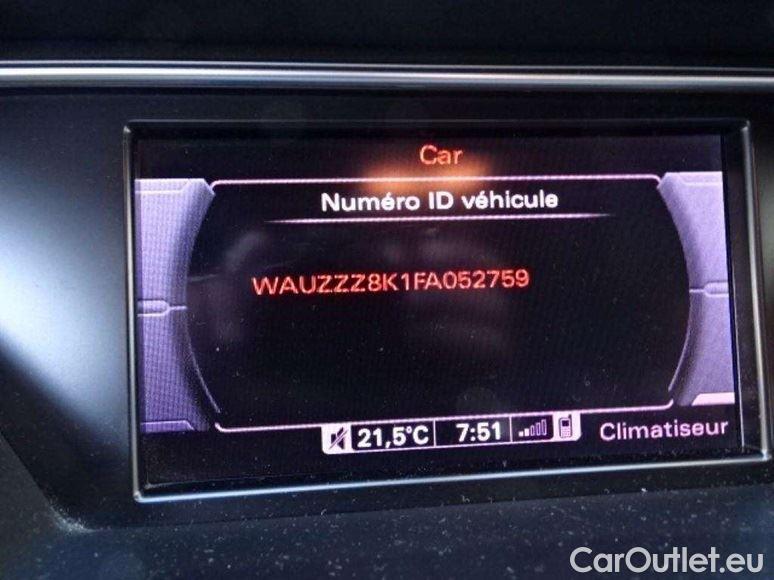 Car
Numéro ID véhicule
WAUZZZ8K1FA052759
21,5°C 7:51
Climatiseur
CarOutlet.eu